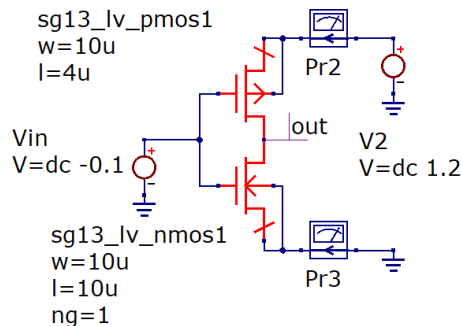 sg13_lv_pmos1
w=10u
l=4u
Pr2
Vin
V=dc -0.1
out
V2
V=dc 1.2
sg13_lv_nmos1
w=10u
l=10u
ng=1
Pr3